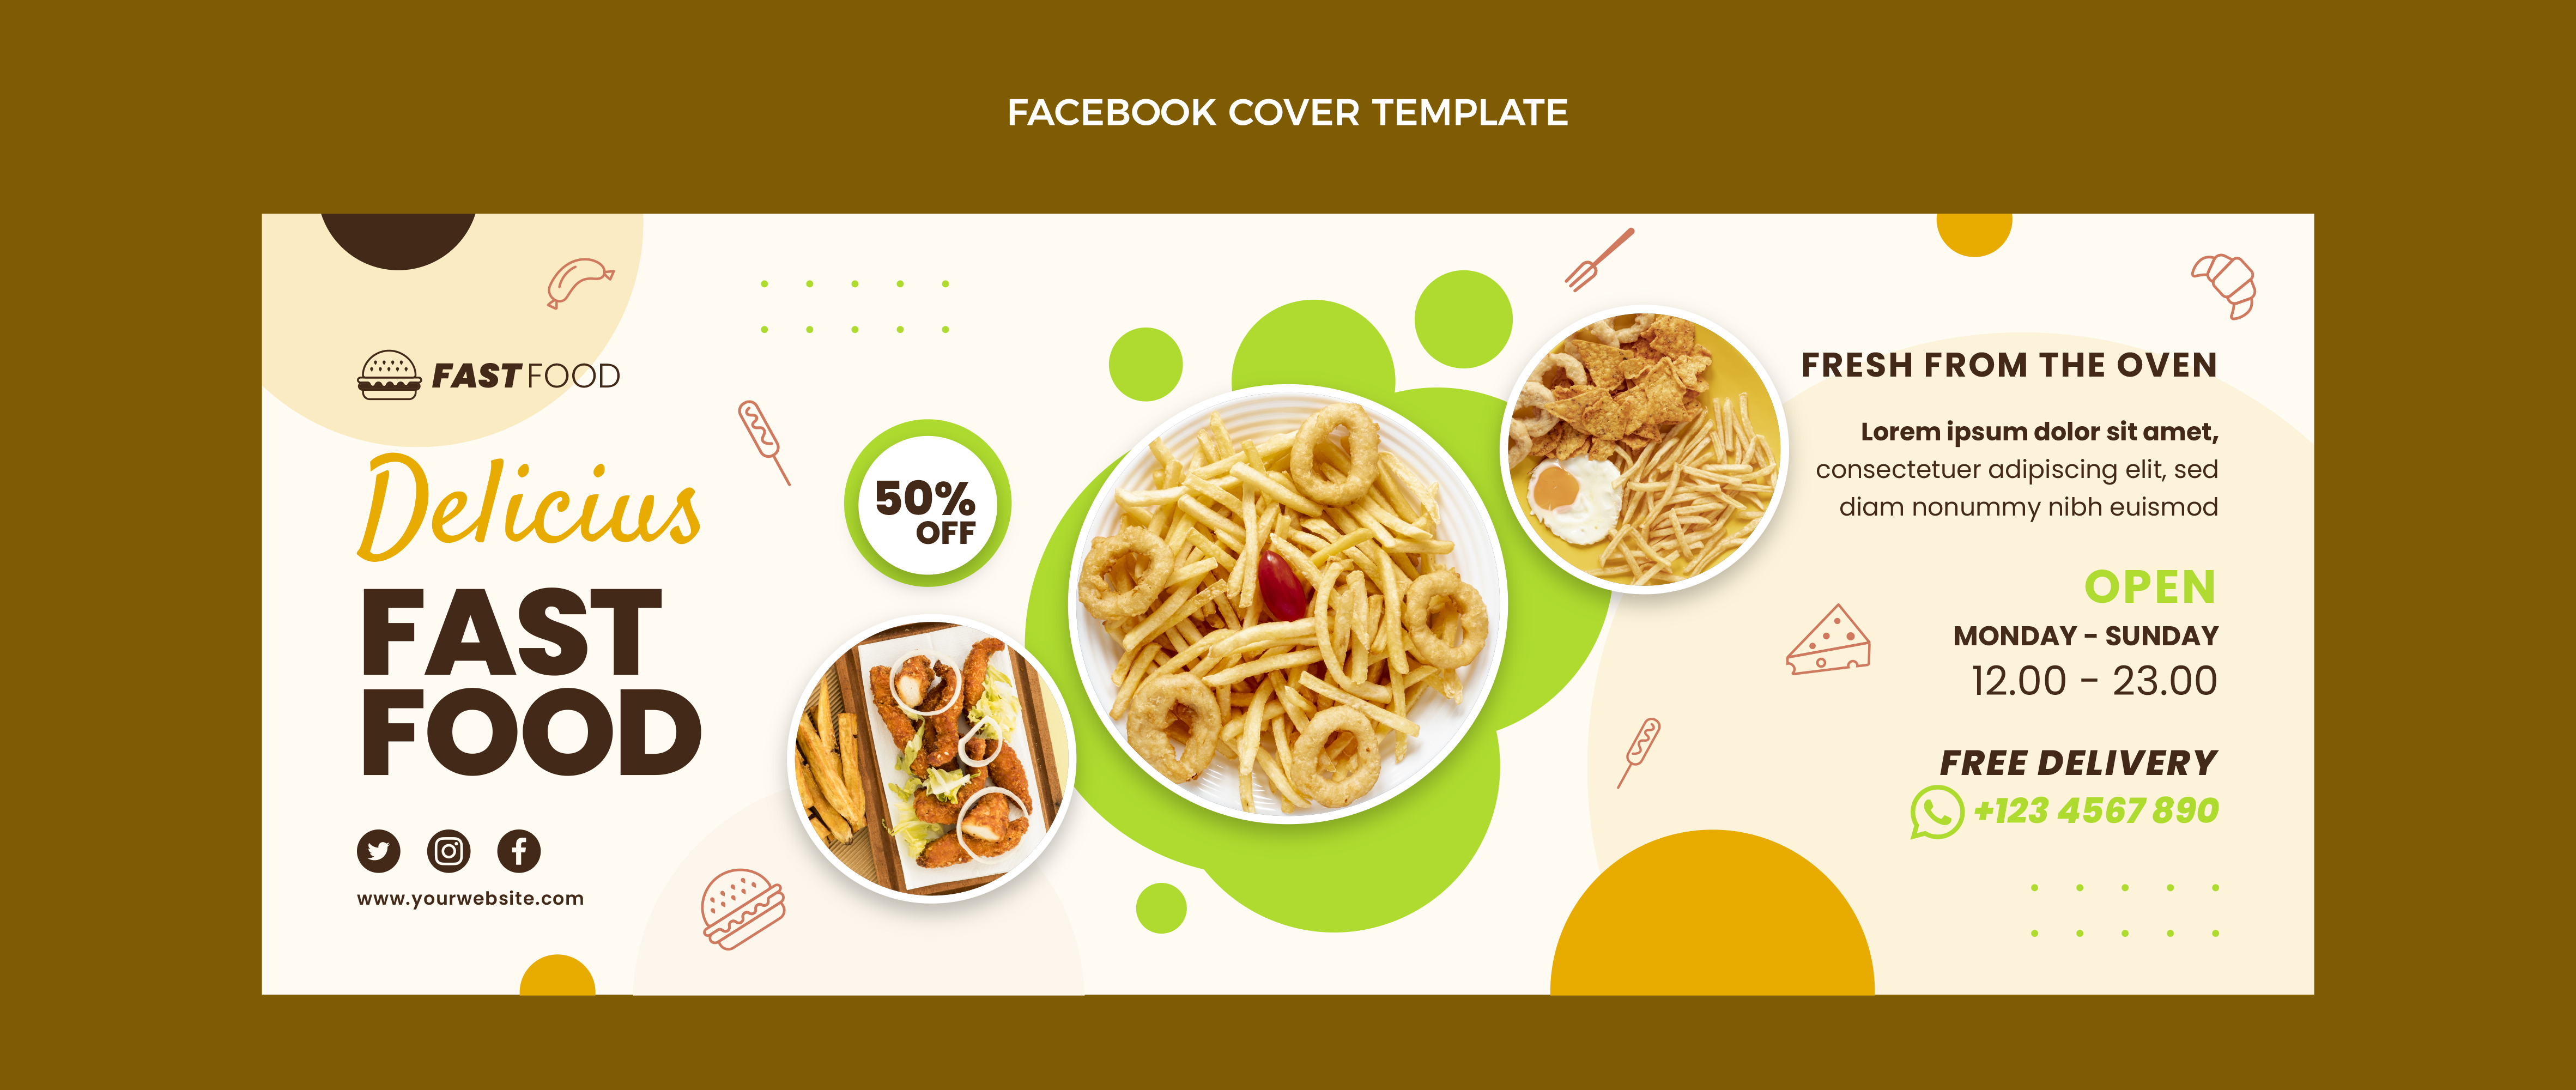 FACEBOOK COVER TEMPLATE
FAST FOOD
Delicius
FAST
FOOD
www.yourwebsite.com
50%
OFF
FRESH FROM THE OVEN
Lorem ipsum dolor sit amet,
consectetuer adipiscing elit, sed
diam nonummy nibh euismod
OPEN
MONDAY - SUNDAY
12.00 - 23.00
FREE DELIVERY
+123 4567 890